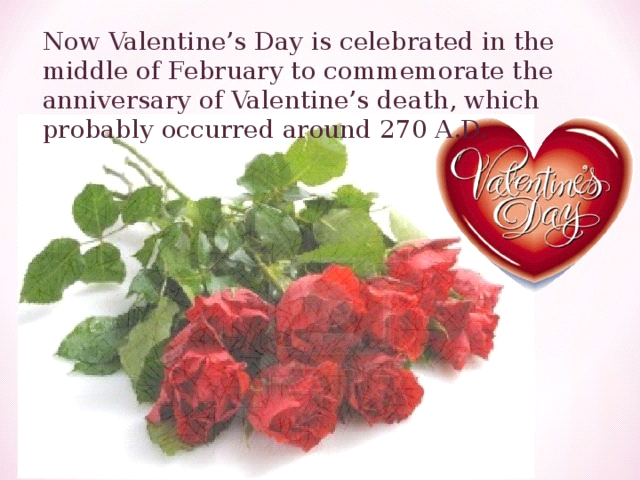 Now Valentine’s Day is celebrated in the
middle of February to commemorate the
anniversary of Valentine’s death, which
probably occurred around 270 A.D
Valentine's
Day